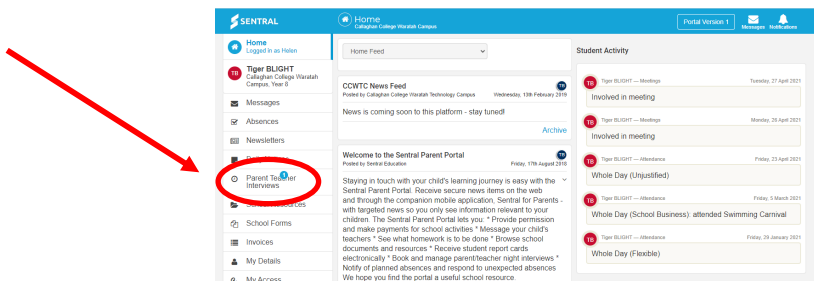 SENTRAL
Home
Callaghan College Waratah Campus
Portal Version 1
Messages
Notifications
Home
Logged in as Helen
TB
Tiger BLIGHT
Callaghan College Waratah
Campus, Year 8
Messages
Absences
Newsletters
Parent Teacher
Interviews
1
School Forms
Invoices
My Details
My Access
Home Feed
CCWTC News Feed
Posted by Callaghan College Waratah Technology Campus
Wednesday, 13th February 2019
News is coming soon to this platform - stay tuned!
Archive
Welcome to the Sentral Parent Portal
Posted by Sentral Education
Friday, 17th August 2018
Staying in touch with your child's learning journey is easy with the
Sentral Parent Portal. Receive secure news items on the web
and through the companion mobile application, Sentral for Parents -
with targeted news so you only see information relevant to your
children. The Sentral Parent Portal lets you: * Provide permission
and make payments for school activities * Message your child's
teachers * See what homework is to be done * Browse school
documents and resources * Receive student report cards
electronically * Book and manage parent/teacher night interviews *
Notify of planned absences and respond to unexpected absences
We hope you find the portal a useful school resource.
Student Activity
TB
Tiger BLIGHT — Meetings
Tuesday, 27 April 2021
Involved in meeting
TB
Tiger BLIGHT — Meetings
Monday, 26 April 2021
Involved in meeting
TB
Tiger BLIGHT — Attendance
Friday, 23 April 2021
Whole Day (Unjustified)
TB
Tiger BLIGHT — Attendance
Friday, 5 March 2021
Whole Day (School Business): attended Swimming Carnival
TB
Tiger BLIGHT — Attendance
Friday, 29 January 2021
Whole Day (Flexible)